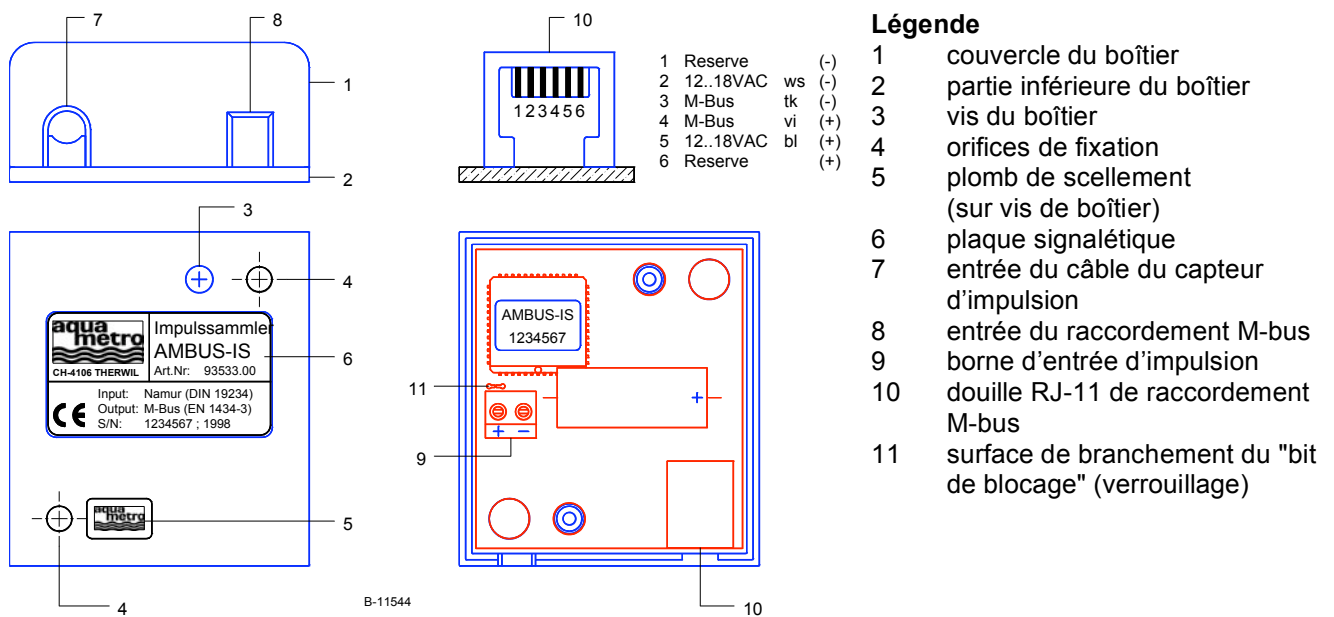 7
8
1
2
10
1 2 3 4 5 6
1 Reserve (-)
2 12..18VAC ws (-)
3 M-Bus tk (-)
4 M-Bus vi (+)
5 12..18VAC bl (+)
6 Reserve (+)
3
4
aqua
metro
CH-4106 THERWIL
Impulssammler
AMBUS-IS
Art.Nr: 93533.00
Input: Namur (DIN 19234)
Output: M-Bus (EN 1434-3)
S/N: 1234567 ; 1998
CE
6
aqua
metro
5
4
B-11544
AMBUS-IS
1234567
11
+
+ −
9
10
Légende
1 couvercle du boîtier
2 partie inférieure du boîtier
3 vis du boîtier
4 orifices de fixation
5 plomb de scellement
(sur vis de boîtier)
6 plaque signalétique
7 entrée du câble du capteur
d’impulsion
8 entrée du raccordement M-bus
9 borne d’entrée d’impulsion
10 douille RJ-11 de raccordement
M-bus
11 surface de branchement du "bit
de blocage" (verrouillage)